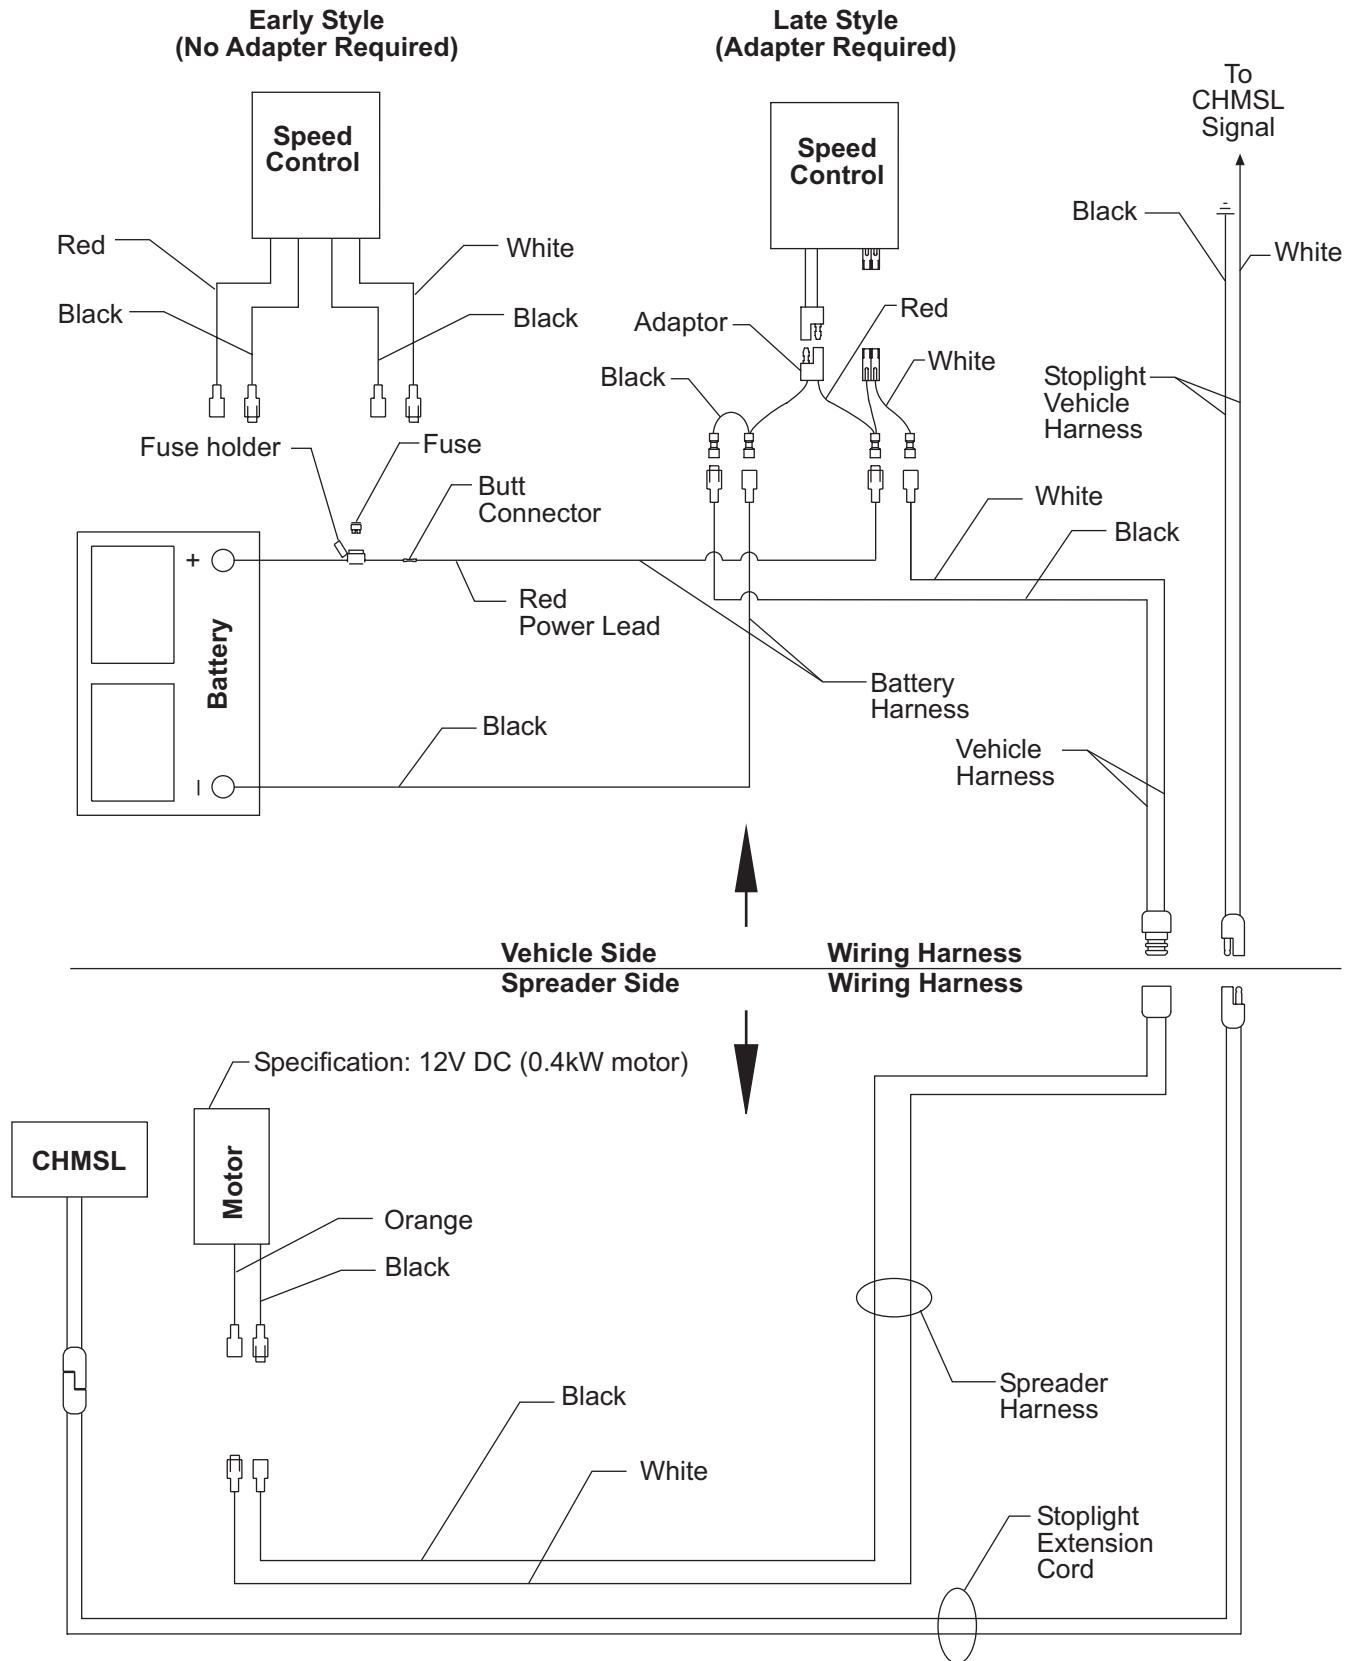 Early Style
(No Adapter Required)
Late Style
(Adapter Required)
To
CHMSL
Signal
Speed
Control
Speed
Control
Black
White
Red
White
Black
Black
Adaptor
Red
Black
White
Stoplight
Vehicle
Harness
Fuse holder
Fuse
Butt
Connector
White
Black
+
Battery
–
Red
Power Lead
Battery
Harness
Black
Vehicle
Harness
Vehicle Side
Wiring Harness
Spreader Side
Wiring Harness
Specification: 12V DC (0.4kW motor)
CHMSL
Motor
Orange
Black
Spreader
Harness
Black
White
Stoplight
Extension
Cord